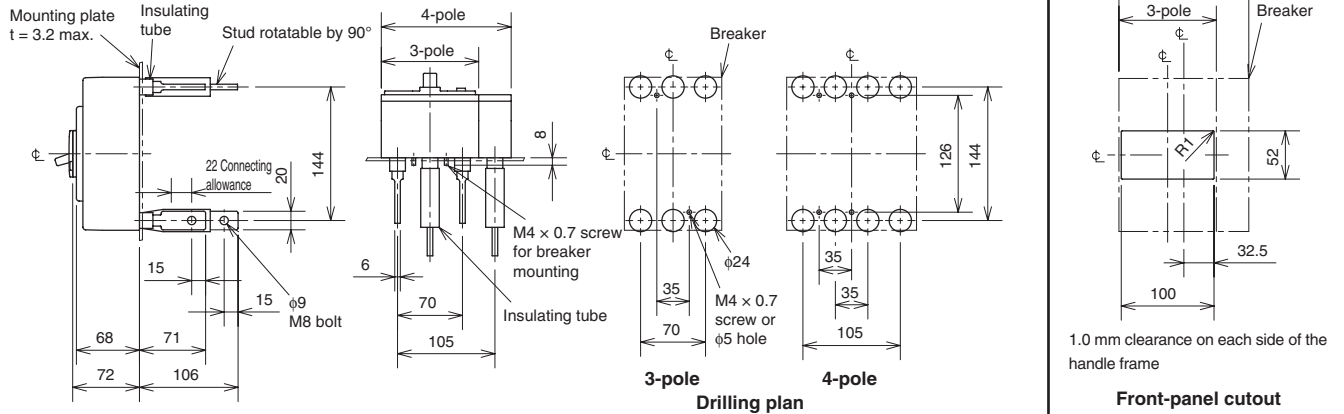 Mounting plate
t = 3.2 max.
Insulating
tube
Stud rotatable by 90°
℄
144
22 Connecting
allowance
20
15
15
φ9
M8 bolt
68
71
72
106
4-pole
3-pole
8
M4 × 0.7 screw
for breaker
mounting
6
70
Insulating tube
105
Breaker
℄
℄
φ24
35
M4 × 0.7
screw or
φ5 hole
70
3-pole
℄
℄
126
144
35
35
105
4-pole
Drilling plan
3-pole
Breaker
℄
℄
℄
R1
52
32.5
100
1.0 mm clearance on each side of the
handle frame
Front-panel cutout